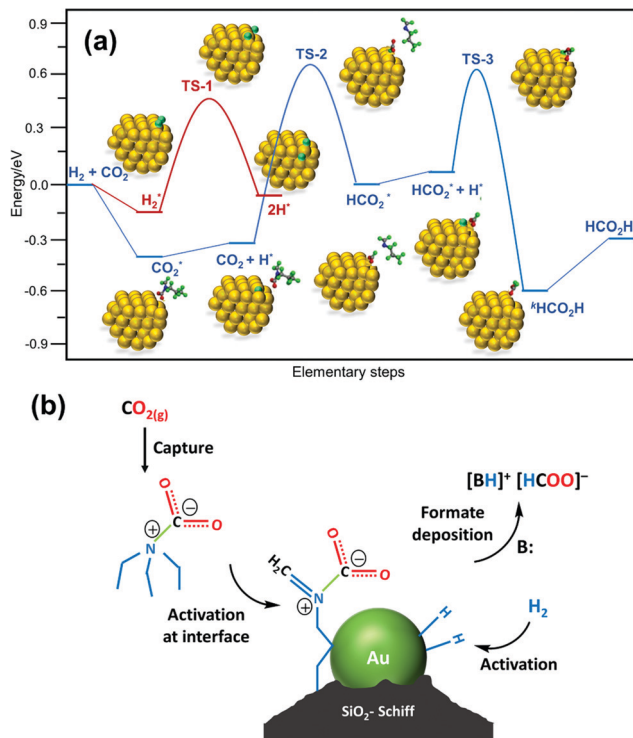 (a)
Energy/eV
0.9
0.6
0.3
0.0
-0.3
-0.6
-0.9
H₂ + CO₂
H₂*
TS-1
2H*
CO₂*
CO₂ + H*
TS-2
HCO₂*
HCO₂* + H*
TS-3
ᵏHCO₂H
HCO₂H
Elementary steps
(b)
CO₂(g)
Capture
O
C
−
O
+
N
Activation
at interface
O
C
−
O
H₂C
N
+
Au
SiO₂- Schiff
H
H
H₂
Activation
[BH]⁺ [HCOO]⁻
Formate
deposition
B: